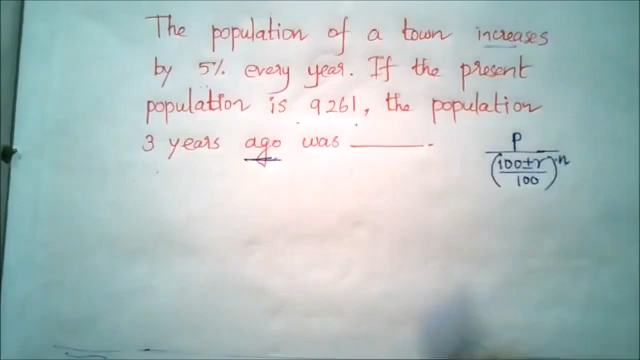 The population of a town increases
by 5% every year. If the present
population is 9261, the population
3 years ago was ______.
P
(100±r)n
100